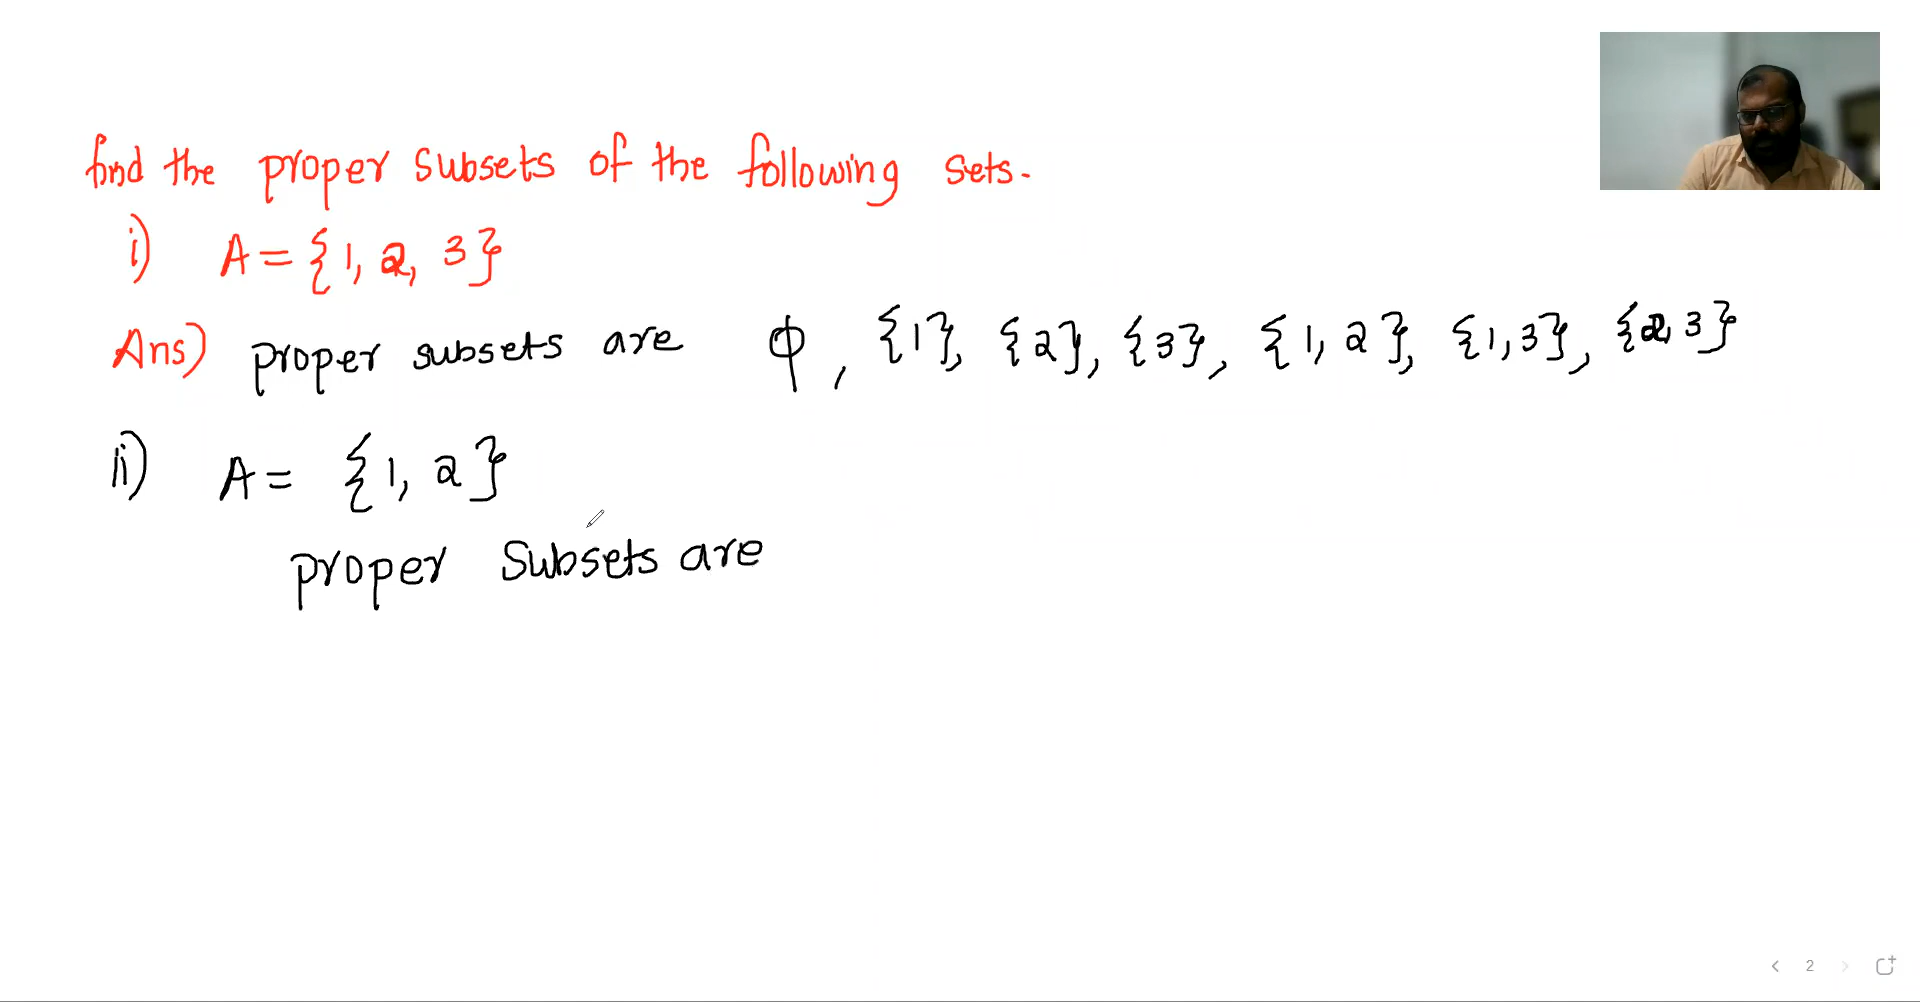 find the proper subsets of the following sets.
i) A = {1, 2, 3}
Ans) proper subsets are ϕ, {1}, {2}, {3}, {1, 2}, {1, 3}, {2, 3}
ii) A = {1, 2}
proper subsets are
2